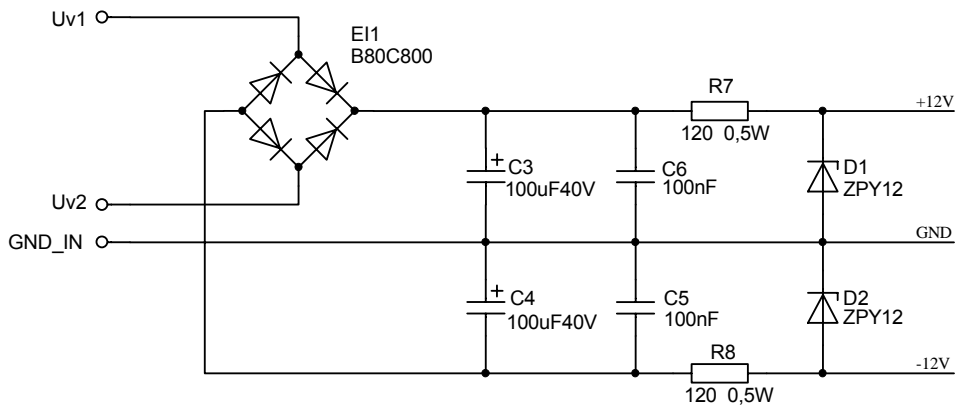 Uv1
EI1
B80C800
R7
+12V
120 0,5W
+
C3
100uF40V
C6
100nF
D1
ZPY12
Uv2
GND_IN
GND
+
C4
100uF40V
C5
100nF
D2
ZPY12
R8
-12V
120 0,5W